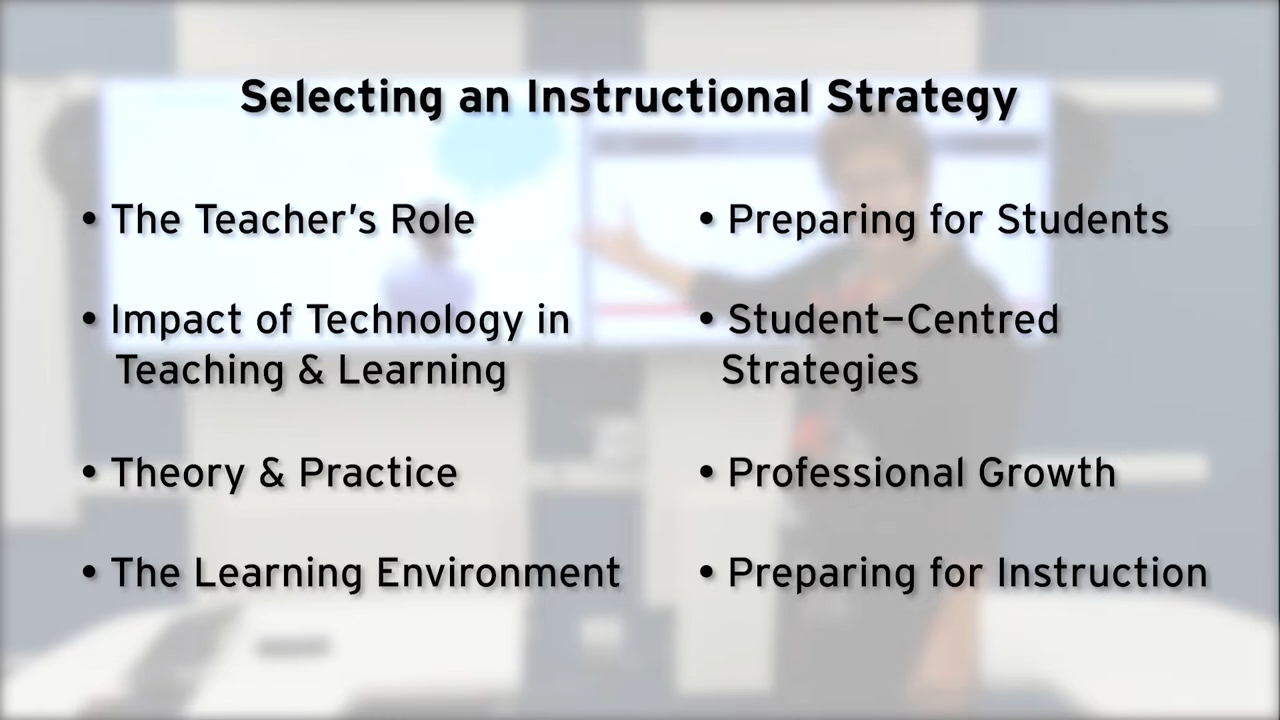 Selecting an Instructional Strategy
• The Teacher's Role
• Impact of Technology in
Teaching & Learning
• Theory & Practice
• The Learning Environment
• Preparing for Students
• Student–Centred
Strategies
• Professional Growth
• Preparing for Instruction